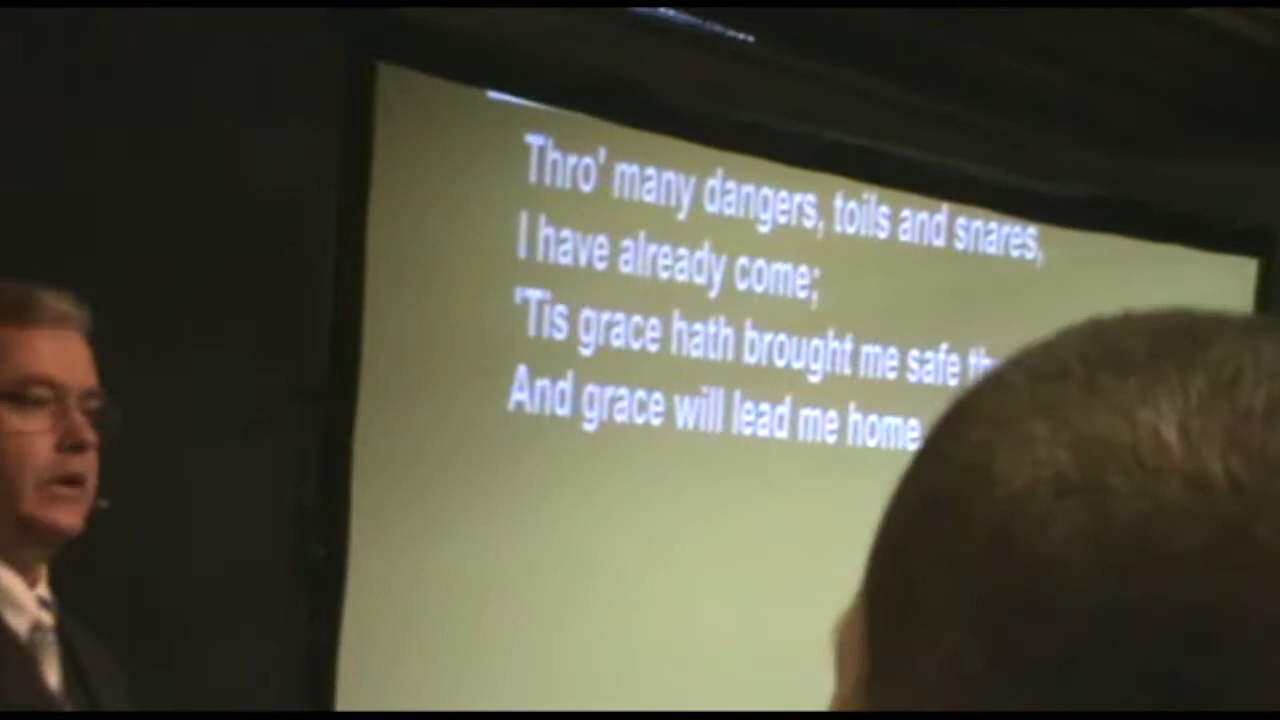 Thro' many dangers, toils and snares,
I have already come;
'Tis grace hath brought me safe
And grace will lead me home